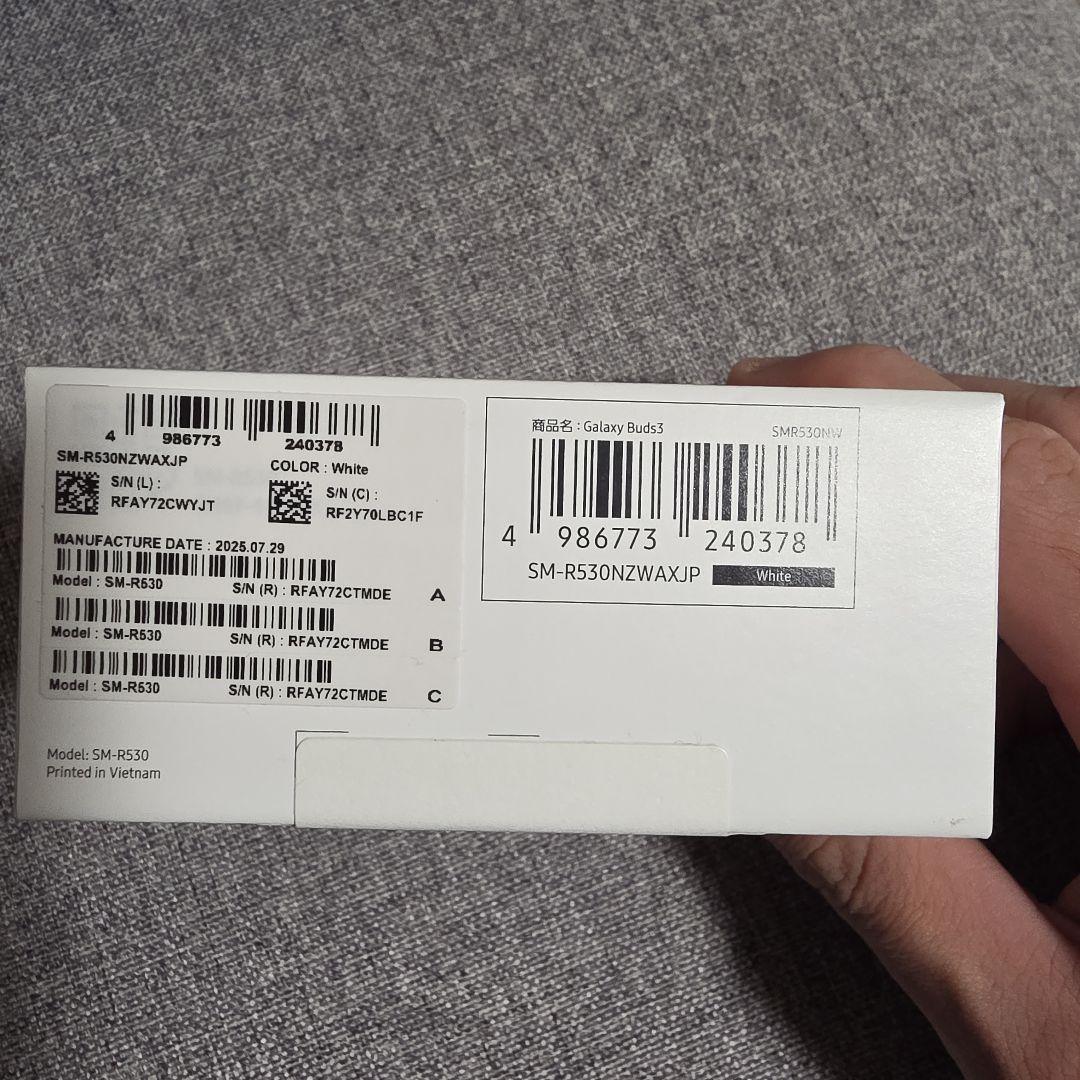 4 986773 240378
SM-R530NZWAXJP
COLOR : White
S/N (L) :
RFAY72CWYJT
S/N (C) :
RF2Y70LBC1F
MANUFACTURE DATE : 2025.07.29
Model : SM-R530 S/N (R) : RFAY72CTMDE A
Model : SM-R530 S/N (R) : RFAY72CTMDE B
Model : SM-R530 S/N (R) : RFAY72CTMDE C
Model: SM-R530
Printed in Vietnam
商品名 : Galaxy Buds3 SMR530NW
4 986773 240378
SM-R530NZWAXJP White